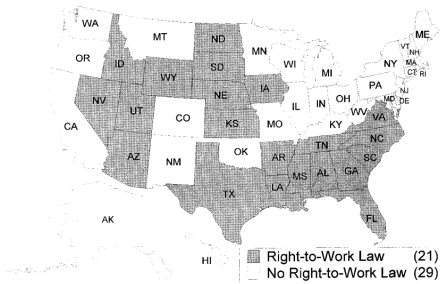 WA
MT
ND
MN
ME
OR
ID
SD
WI
MI
VT
NH
NY
MA
CT
RI
WY
IA
NE
PA
NJ
NV
UT
CO
KS
MO
IL
IN
OH
WV
MD
DE
VA
KY
CA
AZ
NM
OK
AR
TN
NC
SC
MS
AL
GA
TX
LA
FL
AK
HI
Right-to-Work Law (21)
No Right-to-Work Law (29)